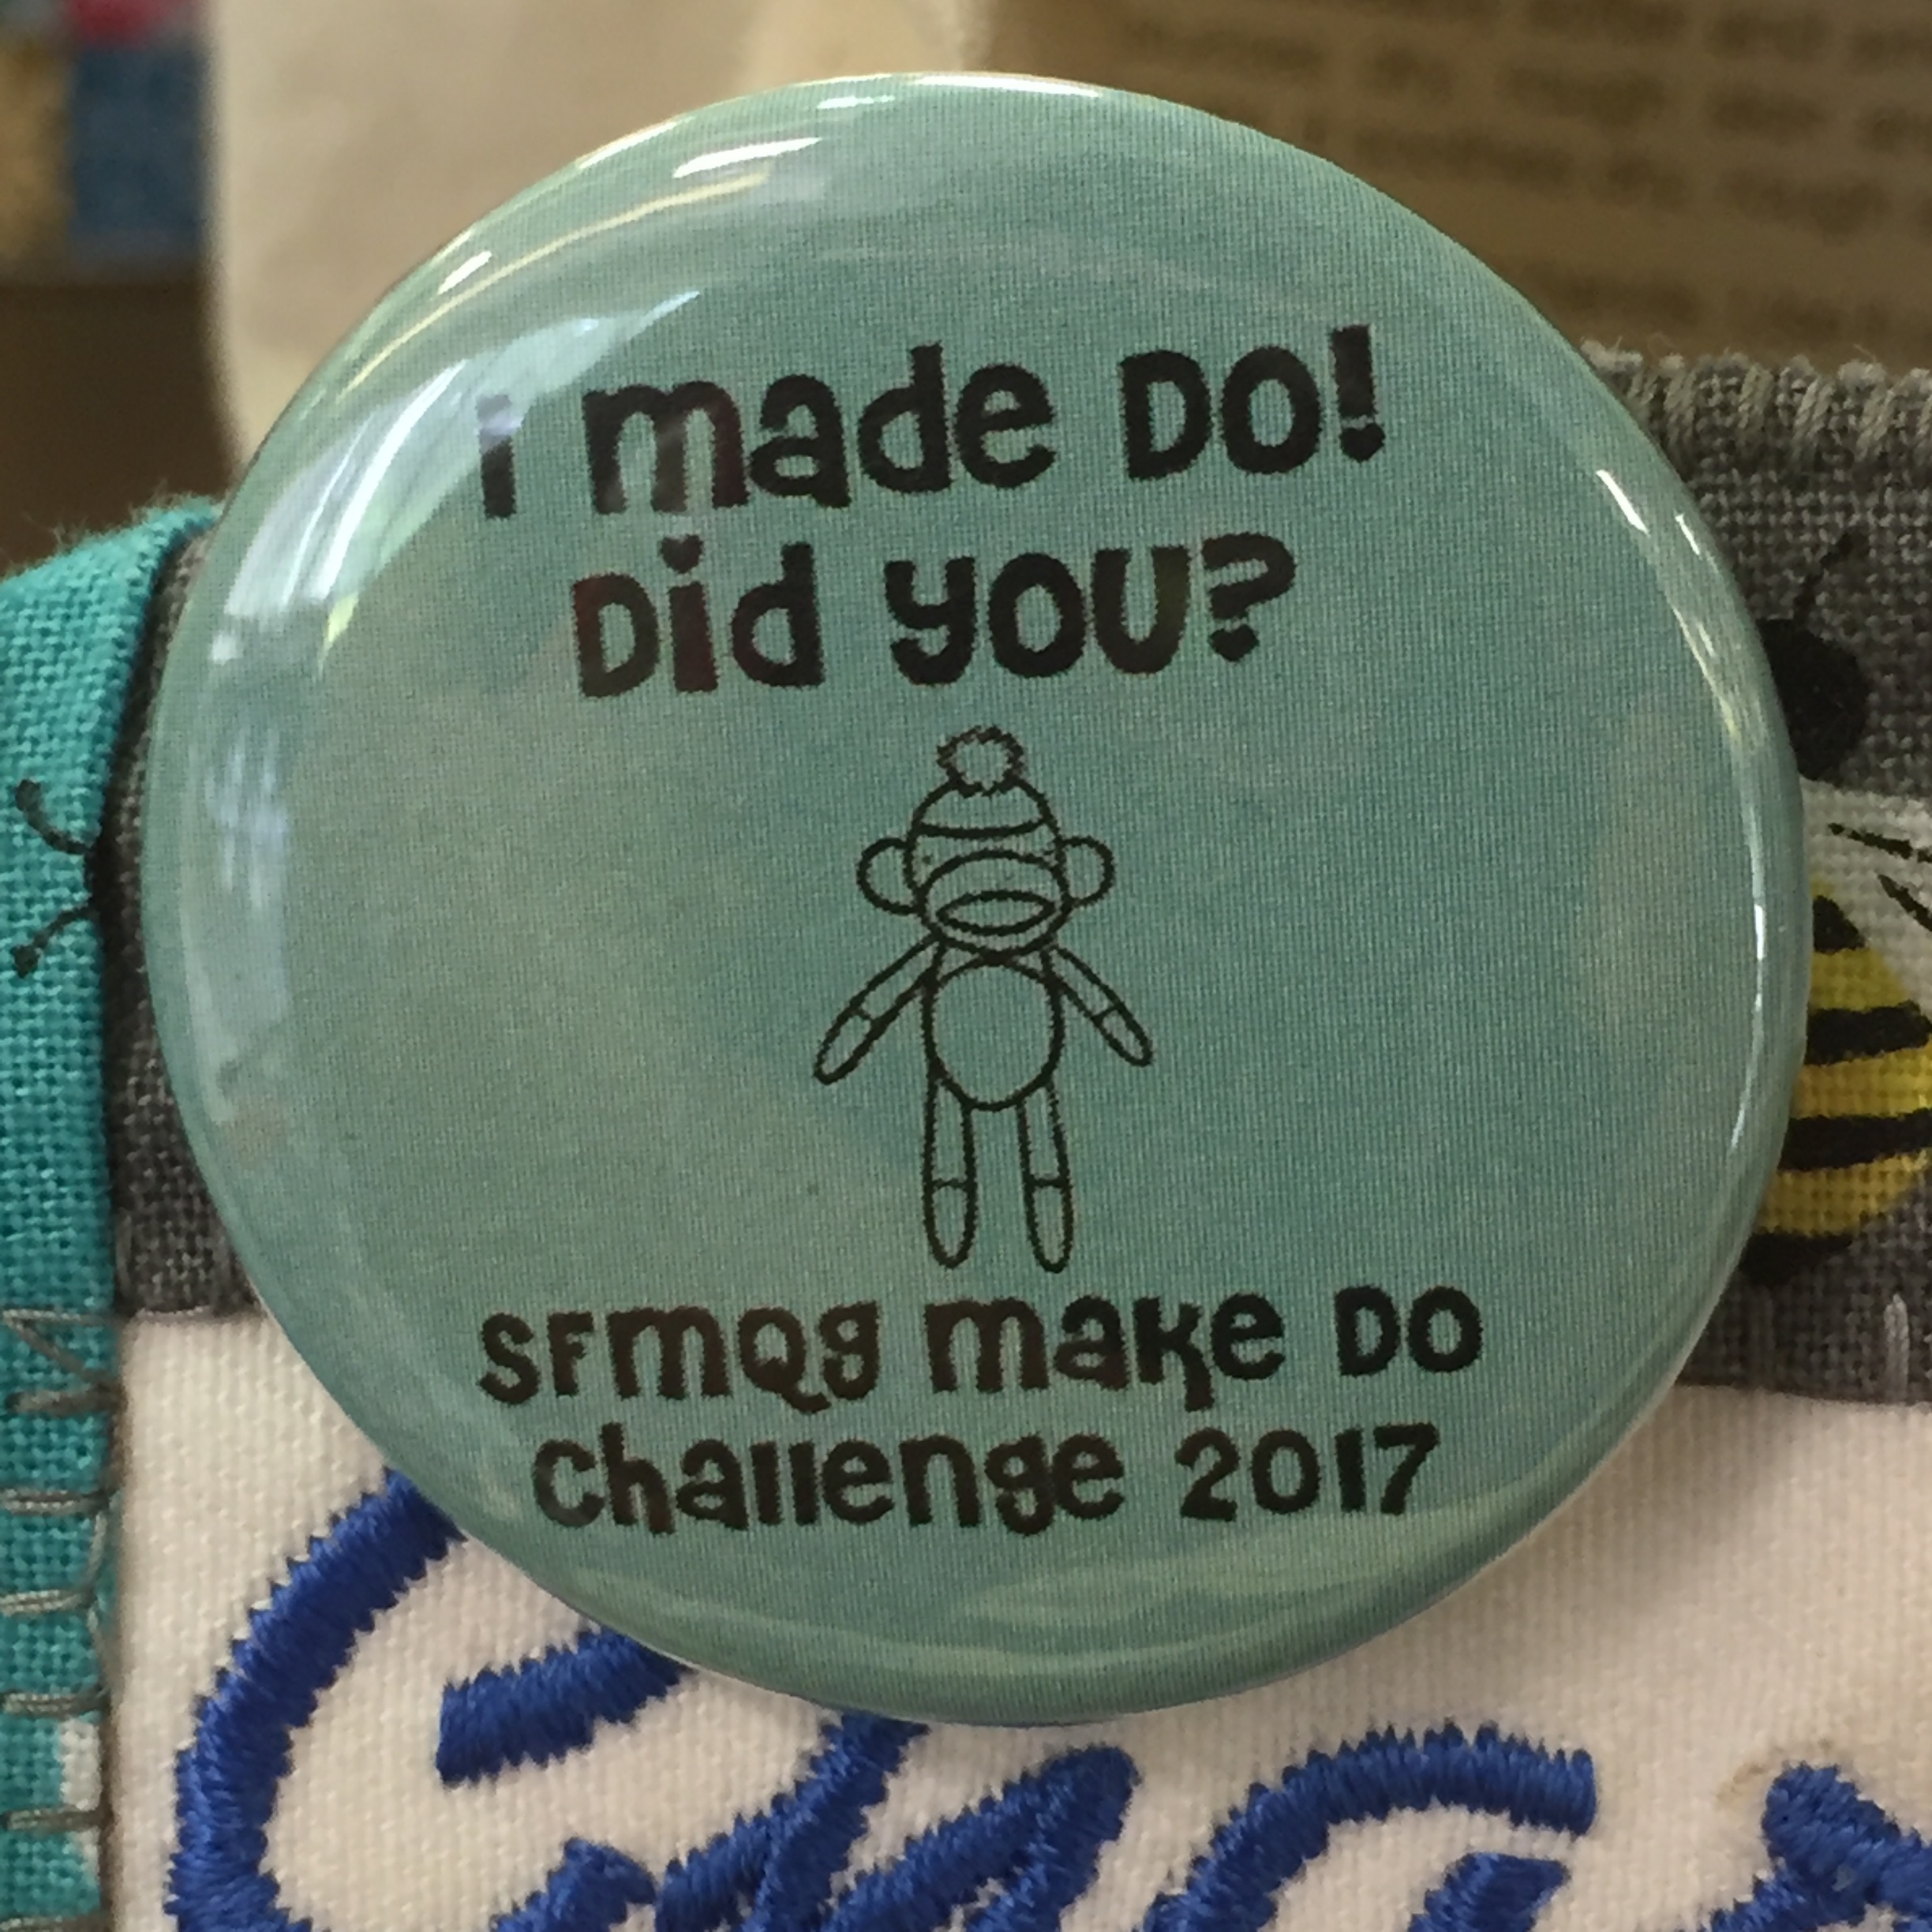 i made DO!
Did you?
SFMQg make DO
challenge 2017